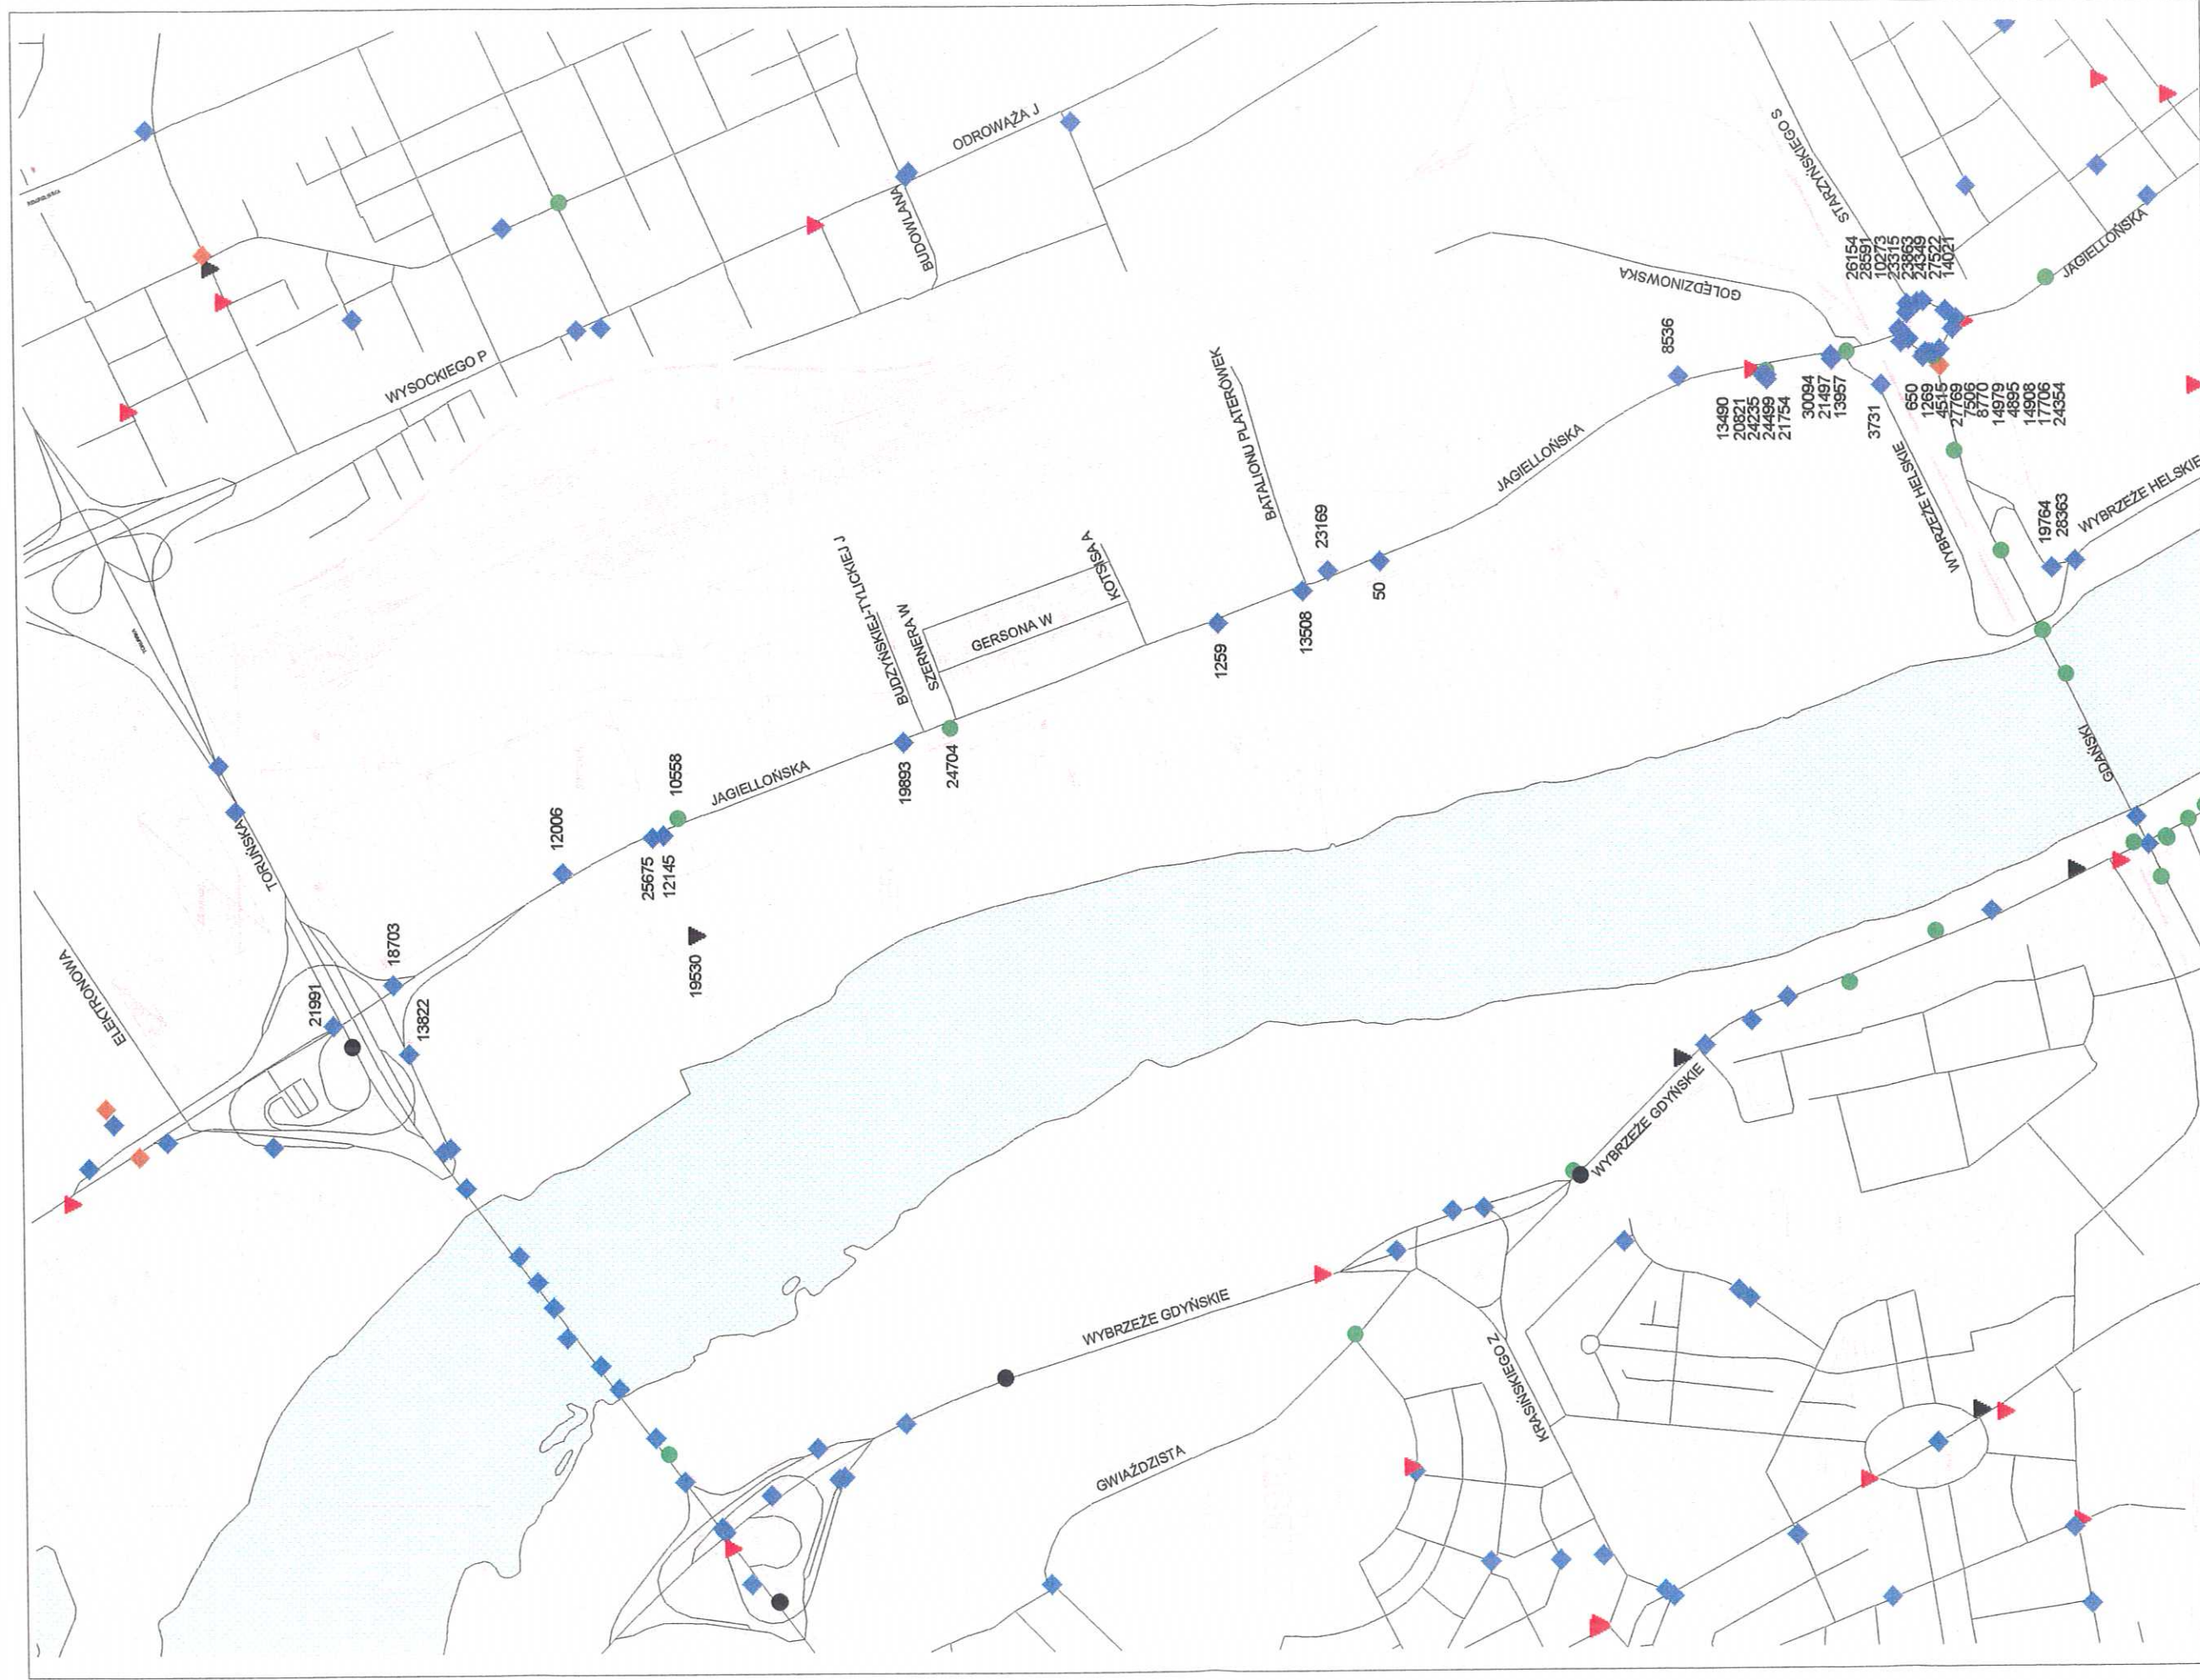 ODROWĄŻA J
BUDOWLANA
WYSOCKIEGO P
STARZYŃSKIEGO S
GOLĘDZINOWSKA
JAGIELLOŃSKA
26154
28591
10273
23315
23863
24349
27522
14021
8536
13490
20821
24235
24499
21754
30094
21497
13957
3731
650
1269
4515
27769
7506
8770
14979
4895
14908
17706
24354
BATALIONU PLATERÓWEK
JAGIELLOŃSKA
WYBRZEŻE HELSKIE
WYBRZEŻE HELSKIE
19764
28363
23169
13508
50
1259
KOTSISA A
GERSONA W
SZERNERA W
BUDZYŃSKIEJ-TYLICKIEJ J
19893
24704
JAGIELLOŃSKA
10558
12006
25675
12145
19530
TORUŃSKA
ELEKTRONOWA
18703
21991
13822
GDAŃSKI
WYBRZEŻE GDYŃSKIE
WYBRZEŻE GDYŃSKIE
KRASIŃSKIEGO Z
GWIAŹDZISTA